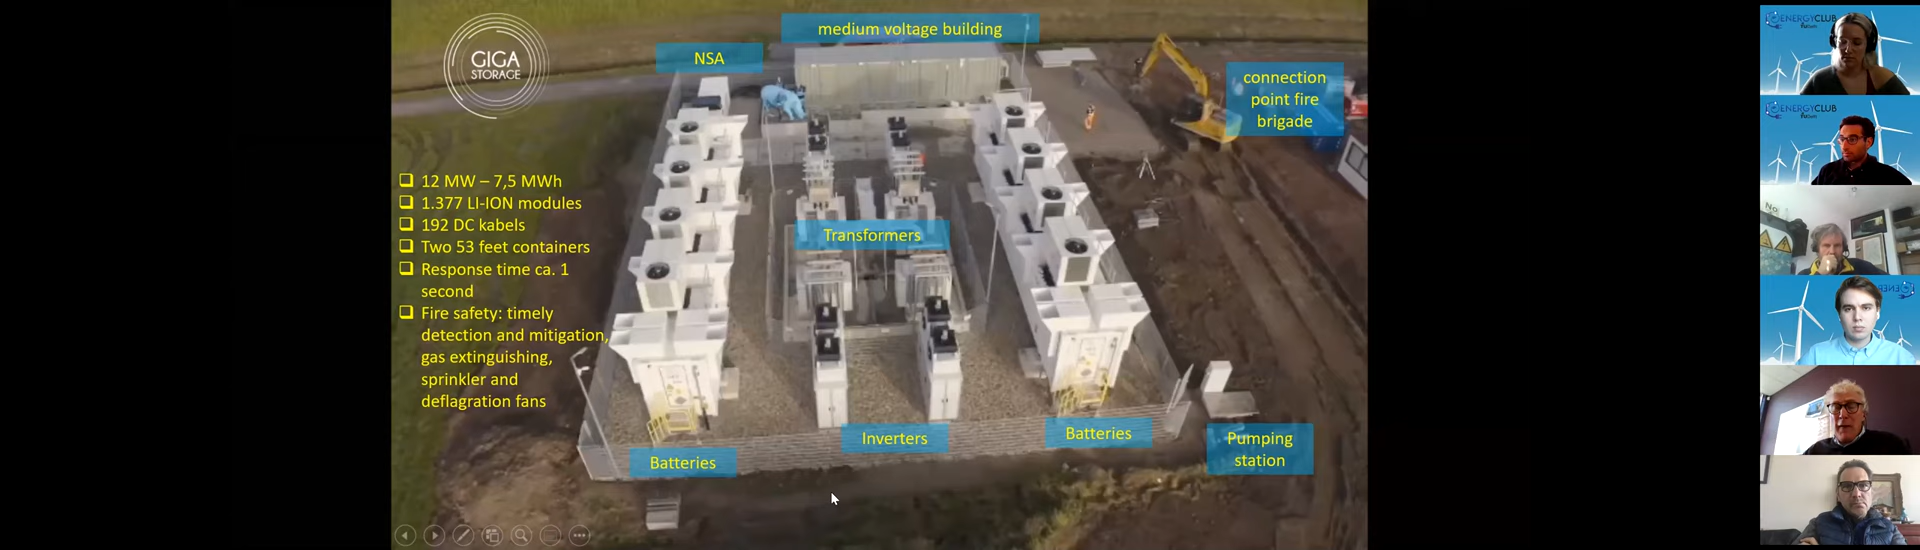 GIGA
STORAGE
medium voltage building
NSA
connection
point fire
brigade
12 MW – 7,5 MWh
1.377 LI-ION modules
192 DC kabels
Two 53 feet containers
Response time ca. 1
second
Fire safety: timely
detection and mitigation,
gas extinguishing,
sprinkler and
deflagration fans
Transformers
Inverters
Batteries
Batteries
Pumping
station
ENERGYCLUB
ENERGYCLUB
No
ENER